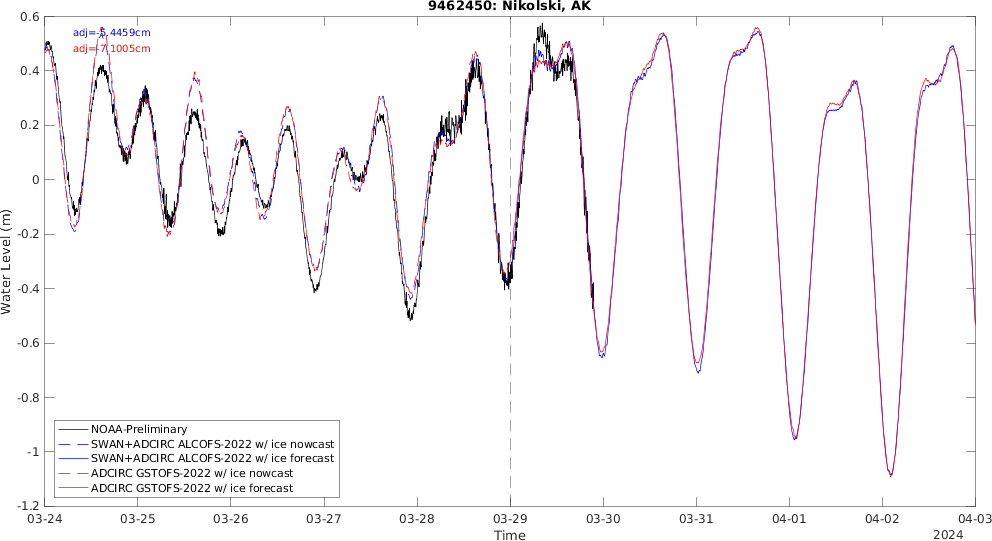 9462450: Nikolski, AK
adj=-5.4459cm
adj=-7.1005cm
0.6
0.4
0.2
0
-0.2
-0.4
-0.6
-0.8
-1
-1.2
Water Level (m)
NOAA-Preliminary
SWAN+ADCIRC ALCOFS-2022 w/ ice nowcast
SWAN+ADCIRC ALCOFS-2022 w/ ice forecast
ADCIRC GSTOFS-2022 w/ ice nowcast
ADCIRC GSTOFS-2022 w/ ice forecast
03-24 03-25 03-26 03-27 03-28 03-29 03-30 03-31 04-01 04-02 04-03
Time
2024